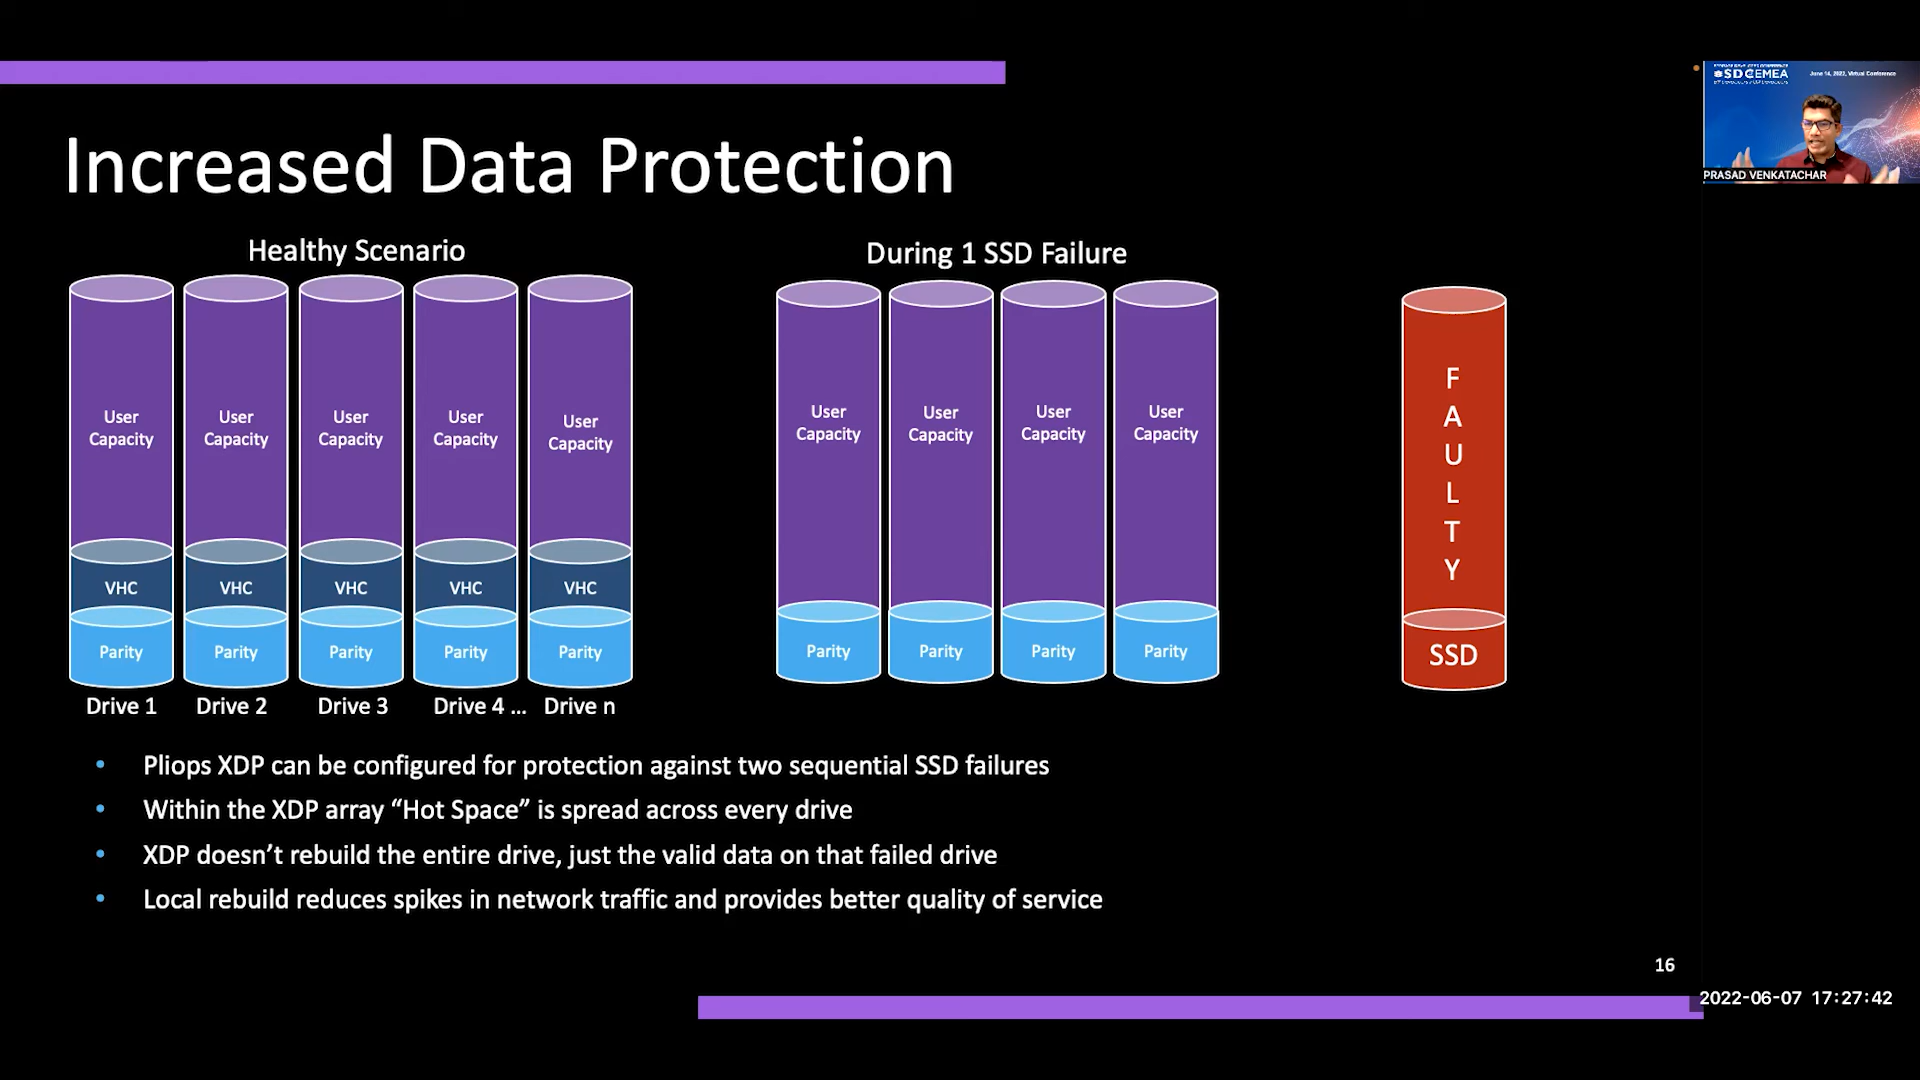 SDC EMEA
June 14, 2022, Virtual Conference
PRASAD VENKATACHAR
Increased Data Protection
Healthy Scenario
User
Capacity
User
Capacity
User
Capacity
User
Capacity
User
Capacity
VHC
VHC
VHC
VHC
VHC
Parity
Parity
Parity
Parity
Parity
Drive 1
Drive 2
Drive 3
Drive 4 ...
Drive n
During 1 SSD Failure
User
Capacity
User
Capacity
User
Capacity
User
Capacity
Parity
Parity
Parity
Parity
F
A
U
L
T
Y
SSD
• Pliops XDP can be configured for protection against two sequential SSD failures
• Within the XDP array “Hot Space” is spread across every drive
• XDP doesn’t rebuild the entire drive, just the valid data on that failed drive
• Local rebuild reduces spikes in network traffic and provides better quality of service
16
2022-06-07 17:27:42